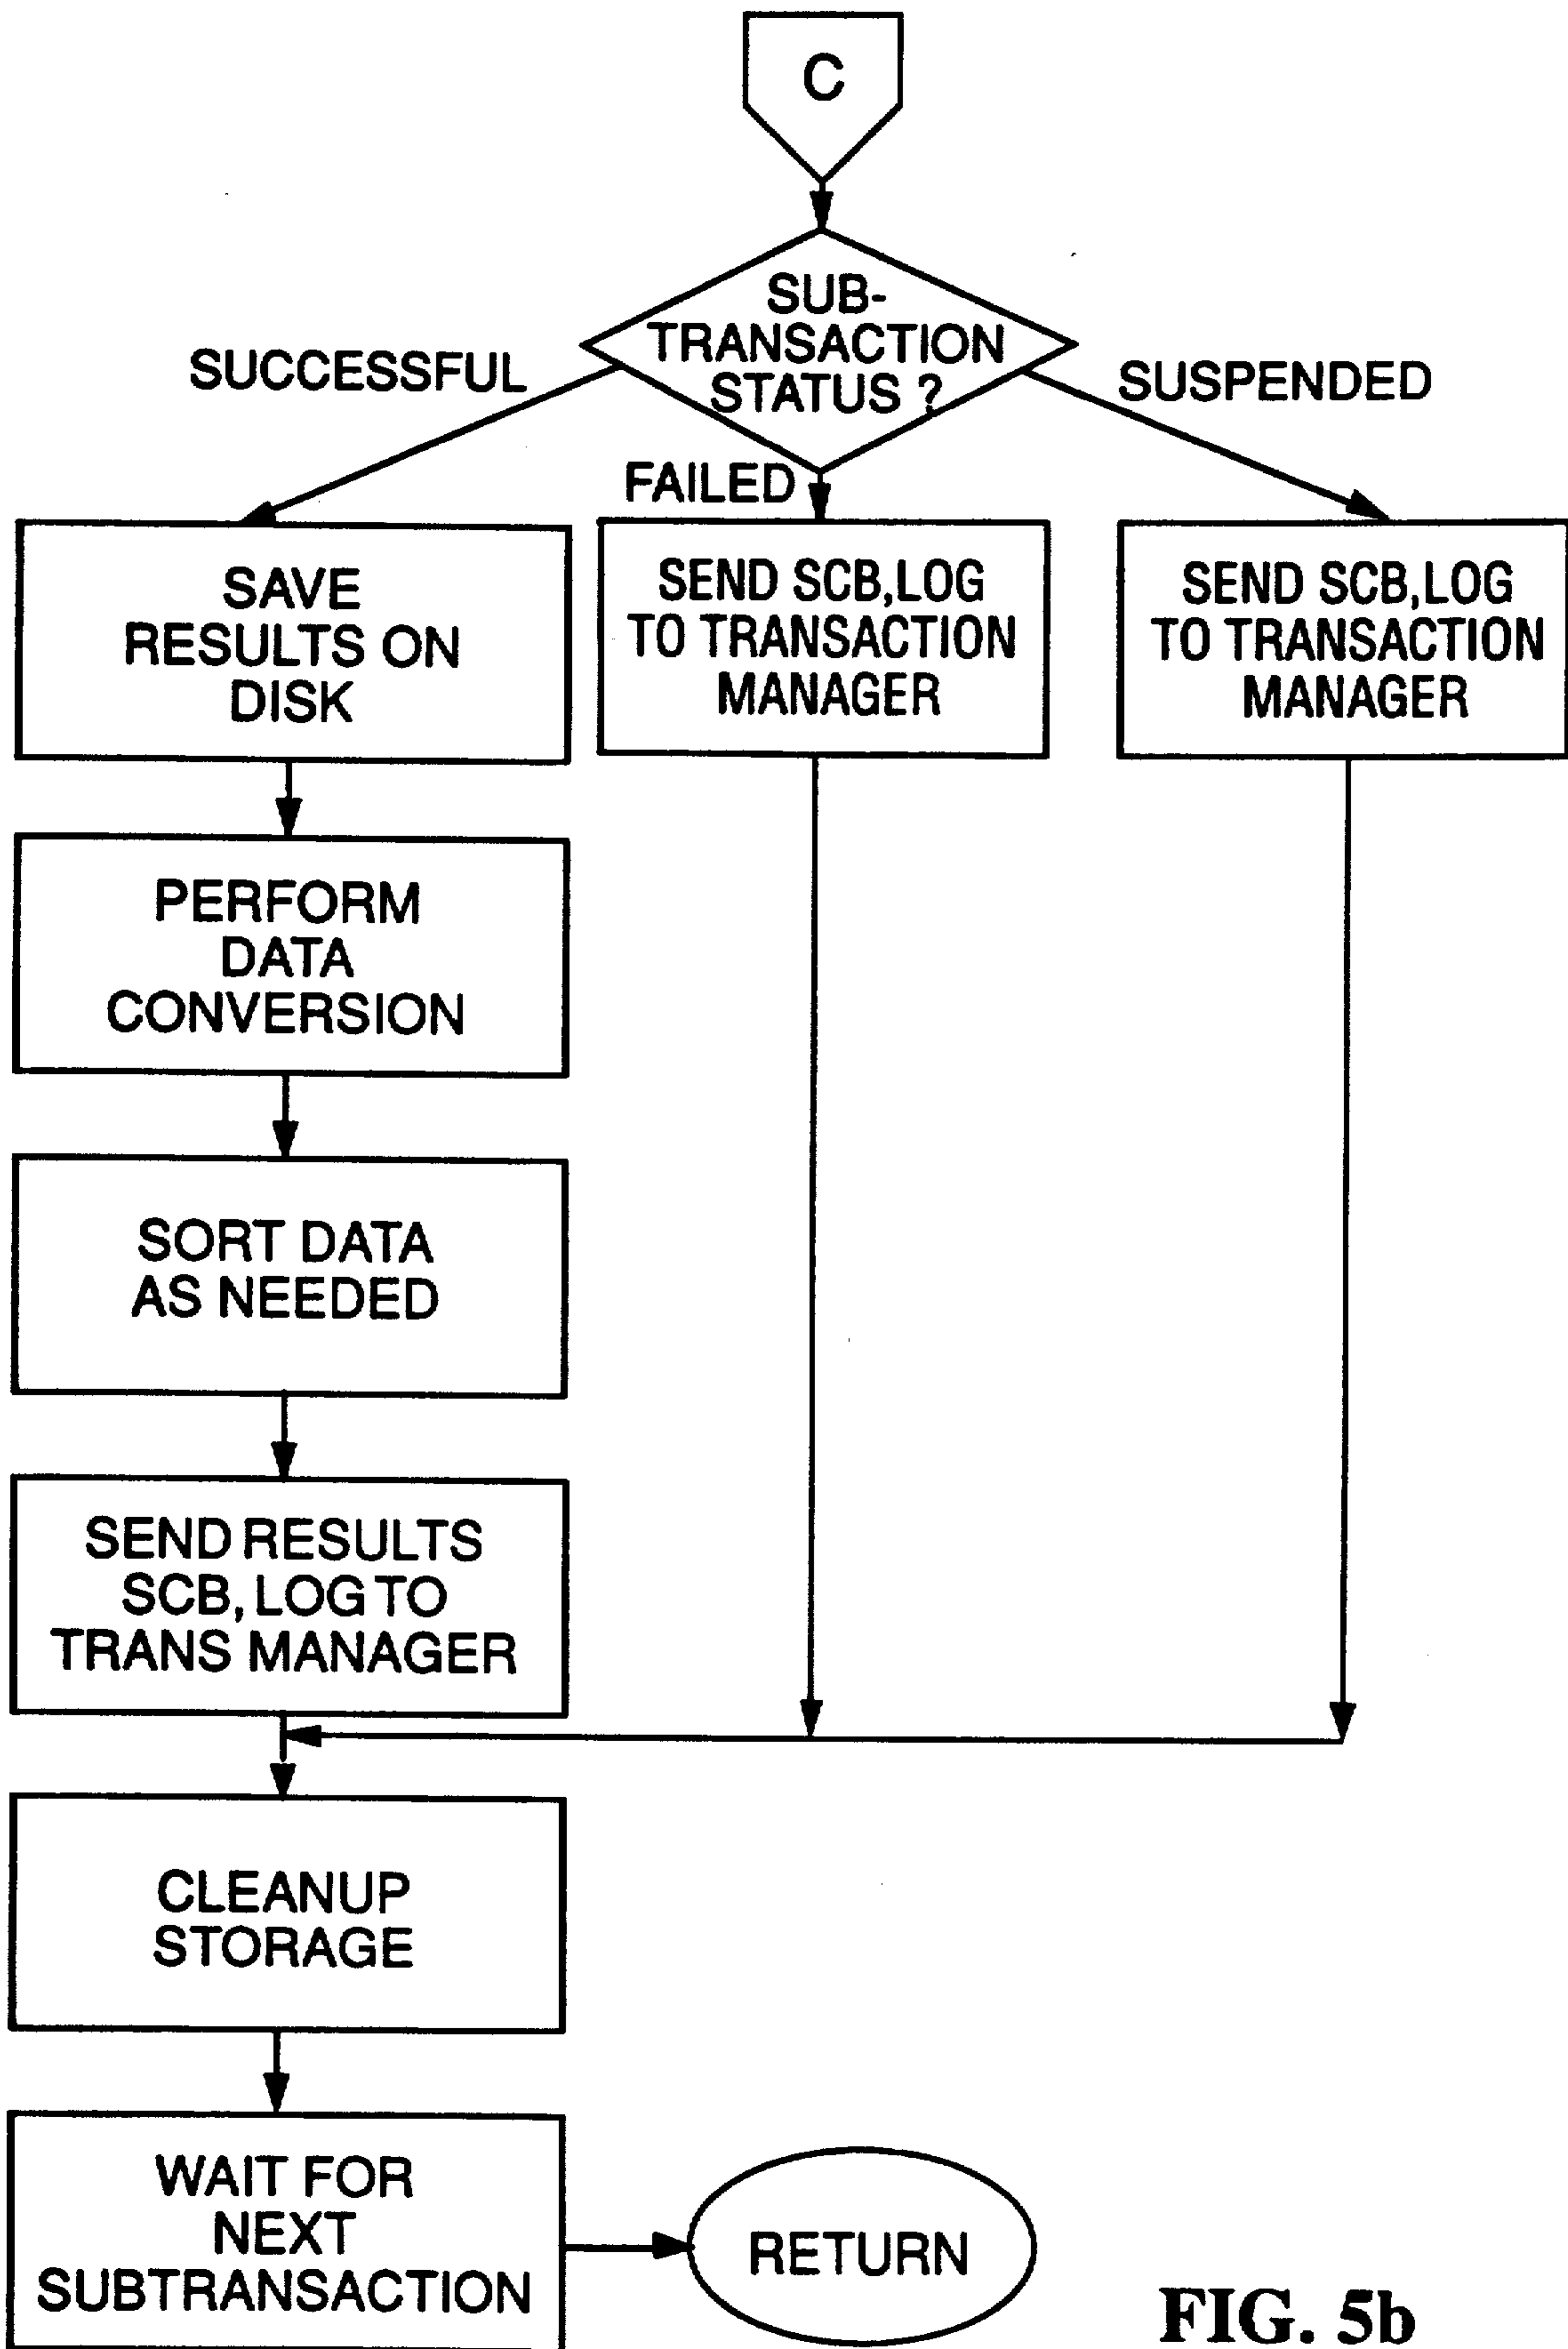 C
SUB-
TRANSACTION
STATUS ?
SUCCESSFUL
FAILED
SUSPENDED
SAVE
RESULTS ON
DISK
SEND SCB,LOG
TO TRANSACTION
MANAGER
SEND SCB,LOG
TO TRANSACTION
MANAGER
PERFORM
DATA
CONVERSION
SORT DATA
AS NEEDED
SEND RESULTS
SCB, LOG TO
TRANS MANAGER
CLEANUP
STORAGE
WAIT FOR
NEXT
SUBTRANSACTION
RETURN
FIG. 5b